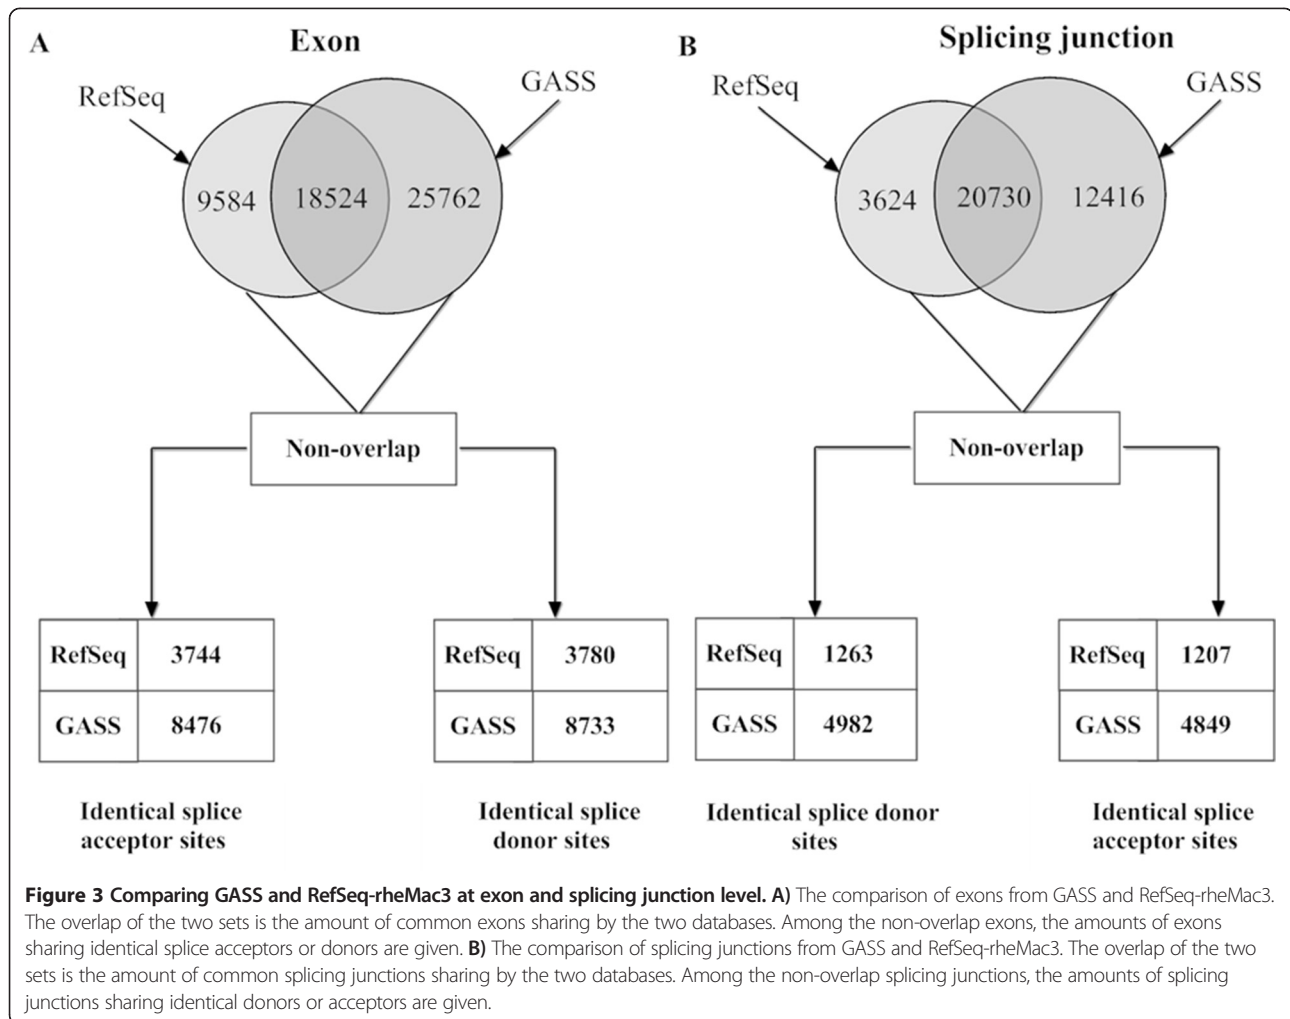 A
Exon
RefSeq
GASS
9584
18524
25762
Non-overlap
RefSeq 3744
GASS 8476
Identical splice
acceptor sites
RefSeq 3780
GASS 8733
Identical splice
donor sites
B
Splicing junction
RefSeq
GASS
3624
20730
12416
Non-overlap
RefSeq 1263
GASS 4982
Identical splice donor
sites
RefSeq 1207
GASS 4849
Identical splice
acceptor sites
Figure 3 Comparing GASS and RefSeq-rheMac3 at exon and splicing junction level. A) The comparison of exons from GASS and RefSeq-rheMac3.
The overlap of the two sets is the amount of common exons sharing by the two databases. Among the non-overlap exons, the amounts of exons
sharing identical splice acceptors or donors are given. B) The comparison of splicing junctions from GASS and RefSeq-rheMac3. The overlap of the two
sets is the amount of common splicing junctions sharing by the two databases. Among the non-overlap splicing junctions, the amounts of splicing
junctions sharing identical donors or acceptors are given.